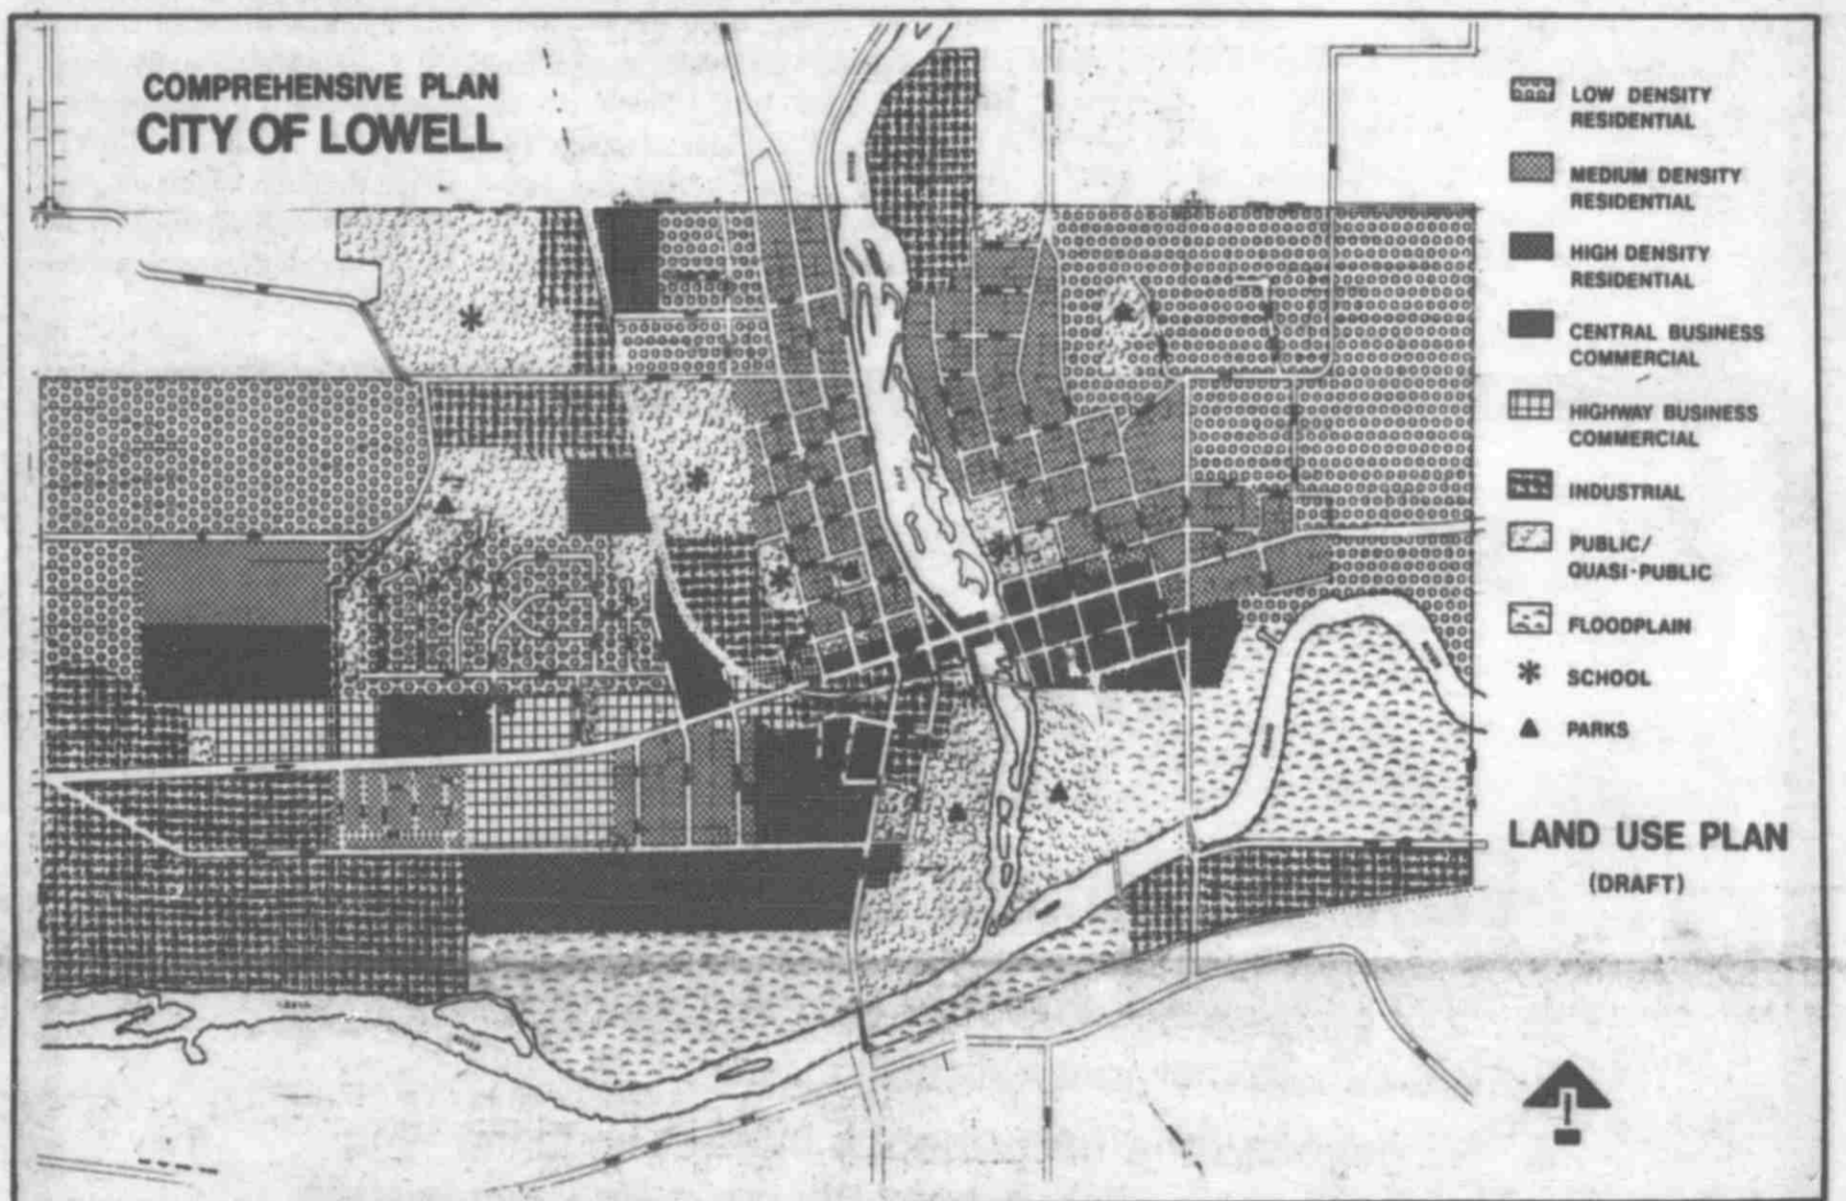 COMPREHENSIVE PLAN
CITY OF LOWELL
LOW DENSITY
RESIDENTIAL
MEDIUM DENSITY
RESIDENTIAL
HIGH DENSITY
RESIDENTIAL
CENTRAL BUSINESS
COMMERCIAL
HIGHWAY BUSINESS
COMMERCIAL
INDUSTRIAL
PUBLIC/
QUASI-PUBLIC
FLOODPLAIN
SCHOOL
PARKS
LAND USE PLAN
(DRAFT)
RIVER